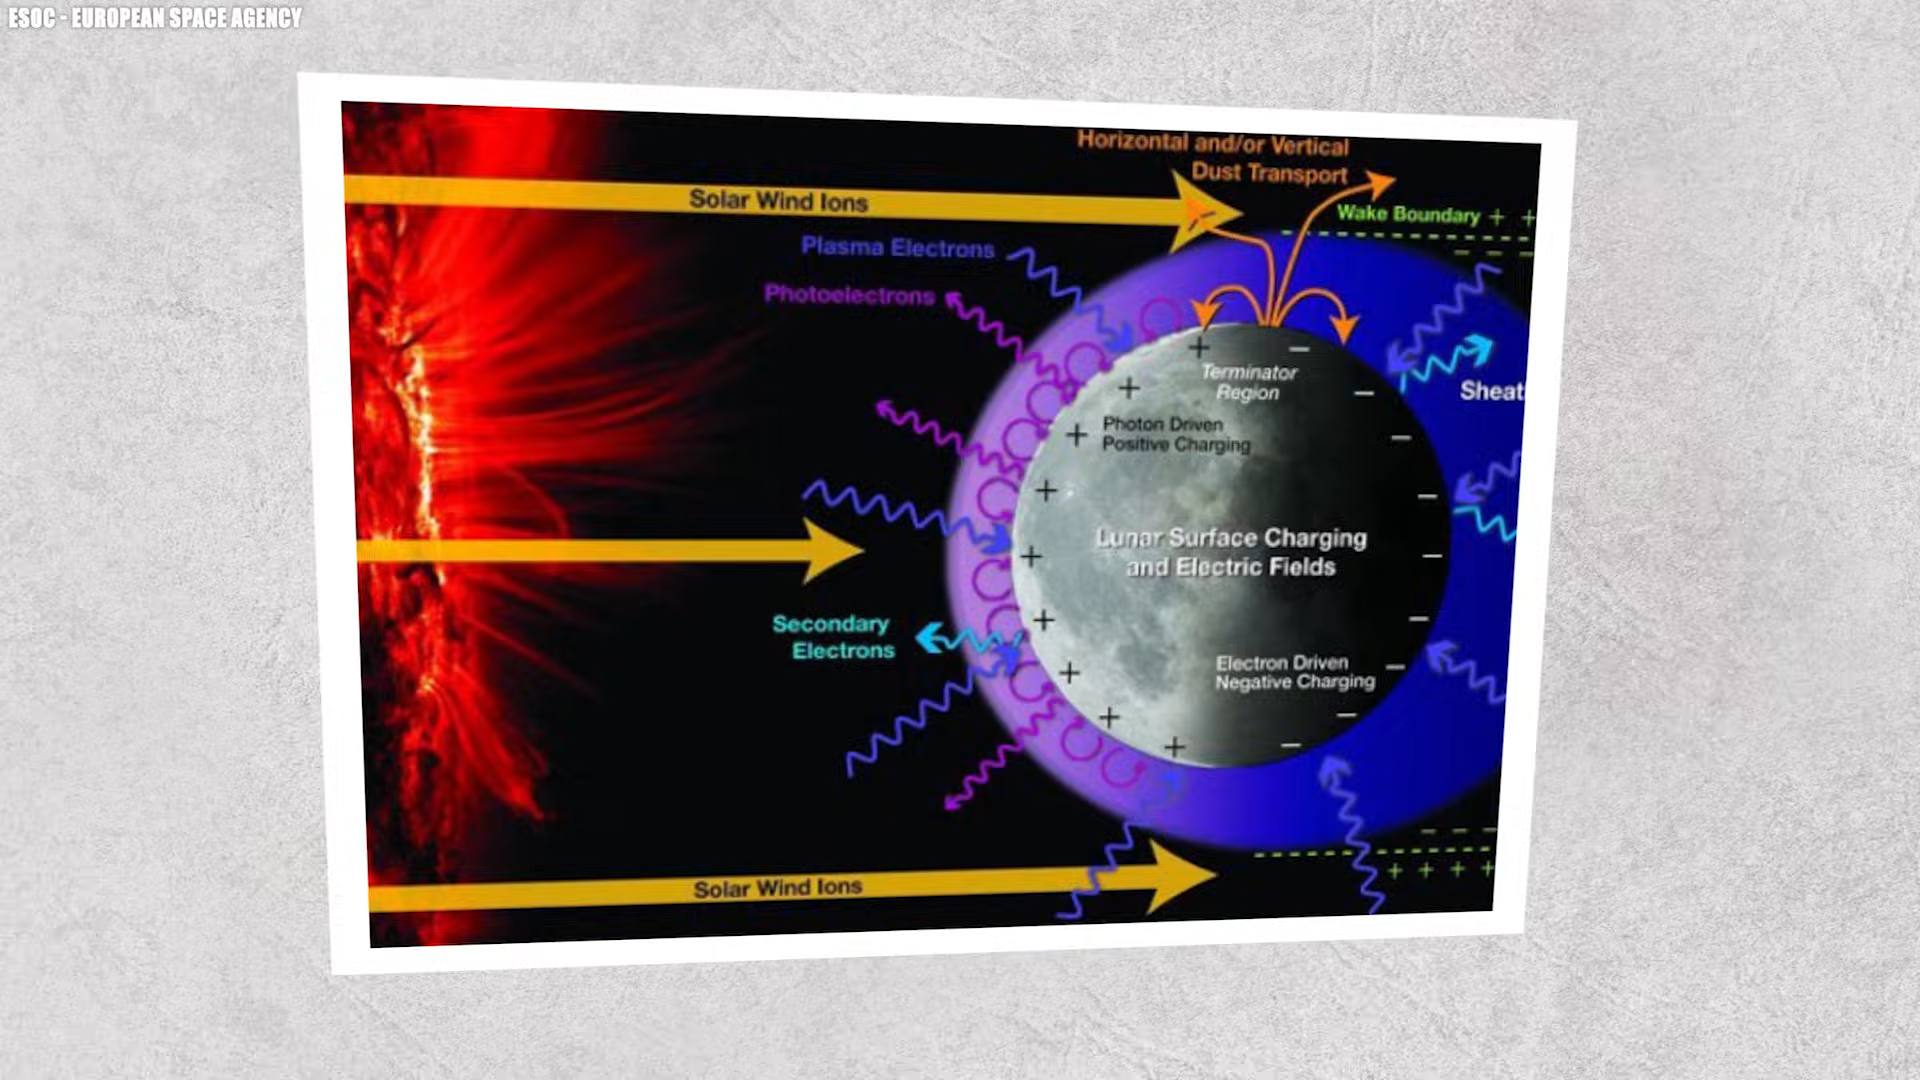 ESOC - EUROPEAN SPACE AGENCY
Horizontal and/or Vertical
Dust Transport
Solar Wind Ions
Wake Boundary + +
Plasma Electrons
Photoelectrons
Terminator
Region
Sheat
Photon Driven
Positive Charging
Lunar Surface Charging
and Electric Fields
Secondary
Electrons
Electron Driven
Negative Charging
Solar Wind Ions